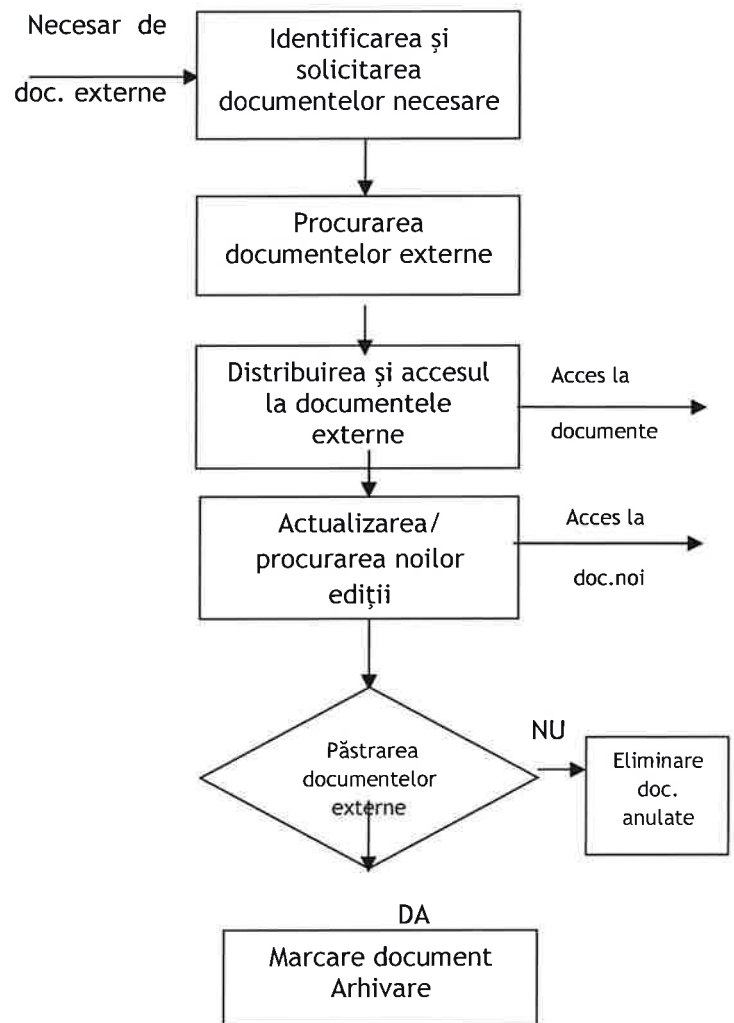 Necesar de
doc. externe
Identificarea și
solicitarea
documentelor necesare
Procurarea
documentelor externe
Distribuirea și accesul
la documentele
externe
Acces la
documente
Actualizarea/
procurarea noilor
ediţii
Acces la
doc.noi
Păstrarea
documentelor
externe
NU
Eliminare
doc.
anulate
DA
Marcare document
Arhivare